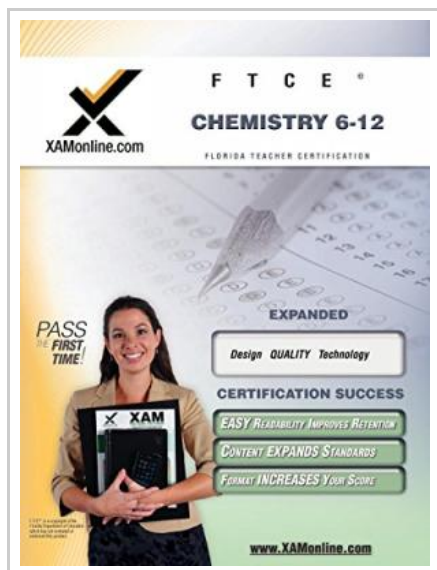 F T C E ®
CHEMISTRY 6-12
XAMonline.com
FLORIDA TEACHER CERTIFICATION
EXPANDED
PASS
THE FIRST
TIME!
Design QUALITY Technology
CERTIFICATION SUCCESS
XAM
EASY READABILITY IMPROVES RETENTION
CONTENT EXPANDS STANDARDS
FORMAT INCREASES YOUR SCORE
www.XAMonline.com